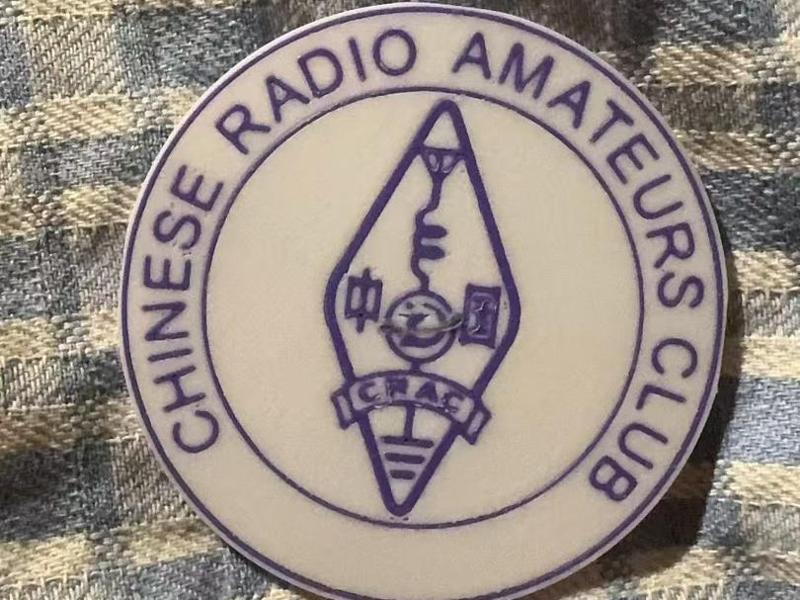 CHINESE RADIO AMATEURS CLUB
中国
CRAC